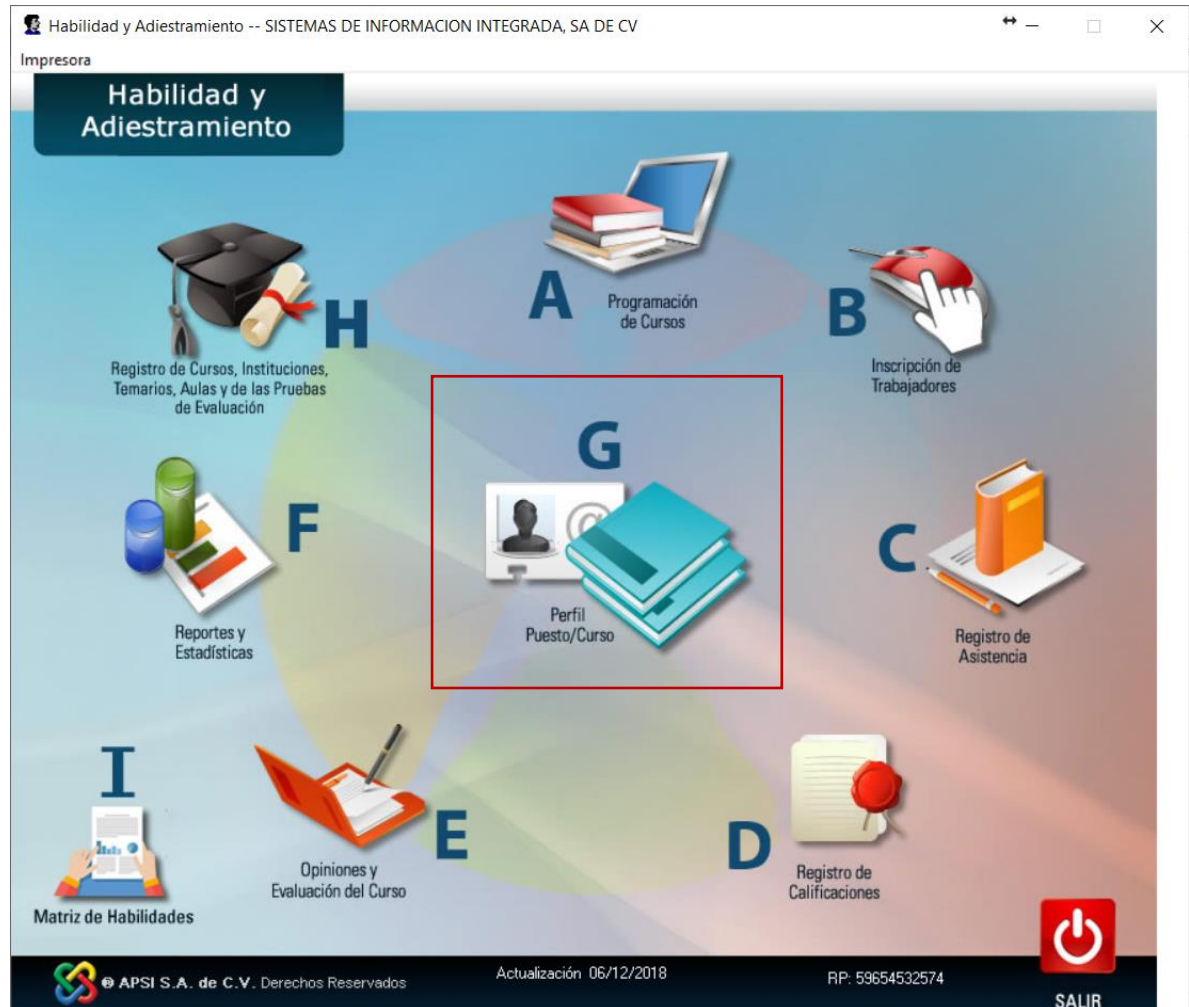 Habilidad y Adiestramiento -- SISTEMAS DE INFORMACION INTEGRADA, SA DE CV
Impresora
Habilidad y
Adiestramiento
A
Programación
de Cursos
B
Inscripción de
Trabajadores
H
Registro de Cursos, Instituciones,
Temarios, Aulas y de las Pruebas
de Evaluación
G
@
Perfil
Puesto/Curso
F
Reportes y
Estadísticas
C
Registro de
Asistencia
I
Matriz de Habilidades
E
Opiniones y
Evaluación del Curso
D
Registro de
Calificaciones
® APSI S.A. de C.V. Derechos Reservados
Actualización 06/12/2018
RP: 59654532574
SALIR